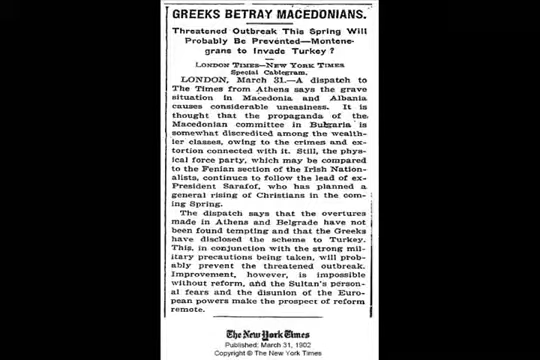 GREEKS BETRAY MACEDONIANS.
Threatened Outbreak This Spring Will
Probably Be Prevented—Montene-
grans to Invade Turkey?
LONDON TIMES—NEW YORK TIMES
Special Cablegram.
LONDON, March 31.—A dispatch to
The Times from Athens says the grave
situation in Macedonia and Albania
causes considerable uneasiness. It is
thought that the propaganda of the
Macedonian committee in Bulgaria is
somewhat discredited among the wealth-
ier classes, owing to the crimes and ex-
tortion connected with it. Still, the phys-
ical force party, which may be compared
to the Fenian section of the Irish Nation-
alists, continues to follow the lead of ex-
President Sarafof, who has planned a
general rising of Christians in the com-
ing Spring.
The dispatch says that the overtures
made in Athens and Belgrade have not
been found tempting and that the Greeks
have disclosed the scheme to Turkey.
This, in conjunction with the strong mil-
itary precautions being taken, will prob-
ably prevent the threatened outbreak.
Improvement, however, is impossible
without reform, and the Sultan's person-
al fears and the disunion of the Euro-
pean powers make the prospect of reform
remote.
The New York Times
Published: March 31, 1902
Copyright © The New York Times